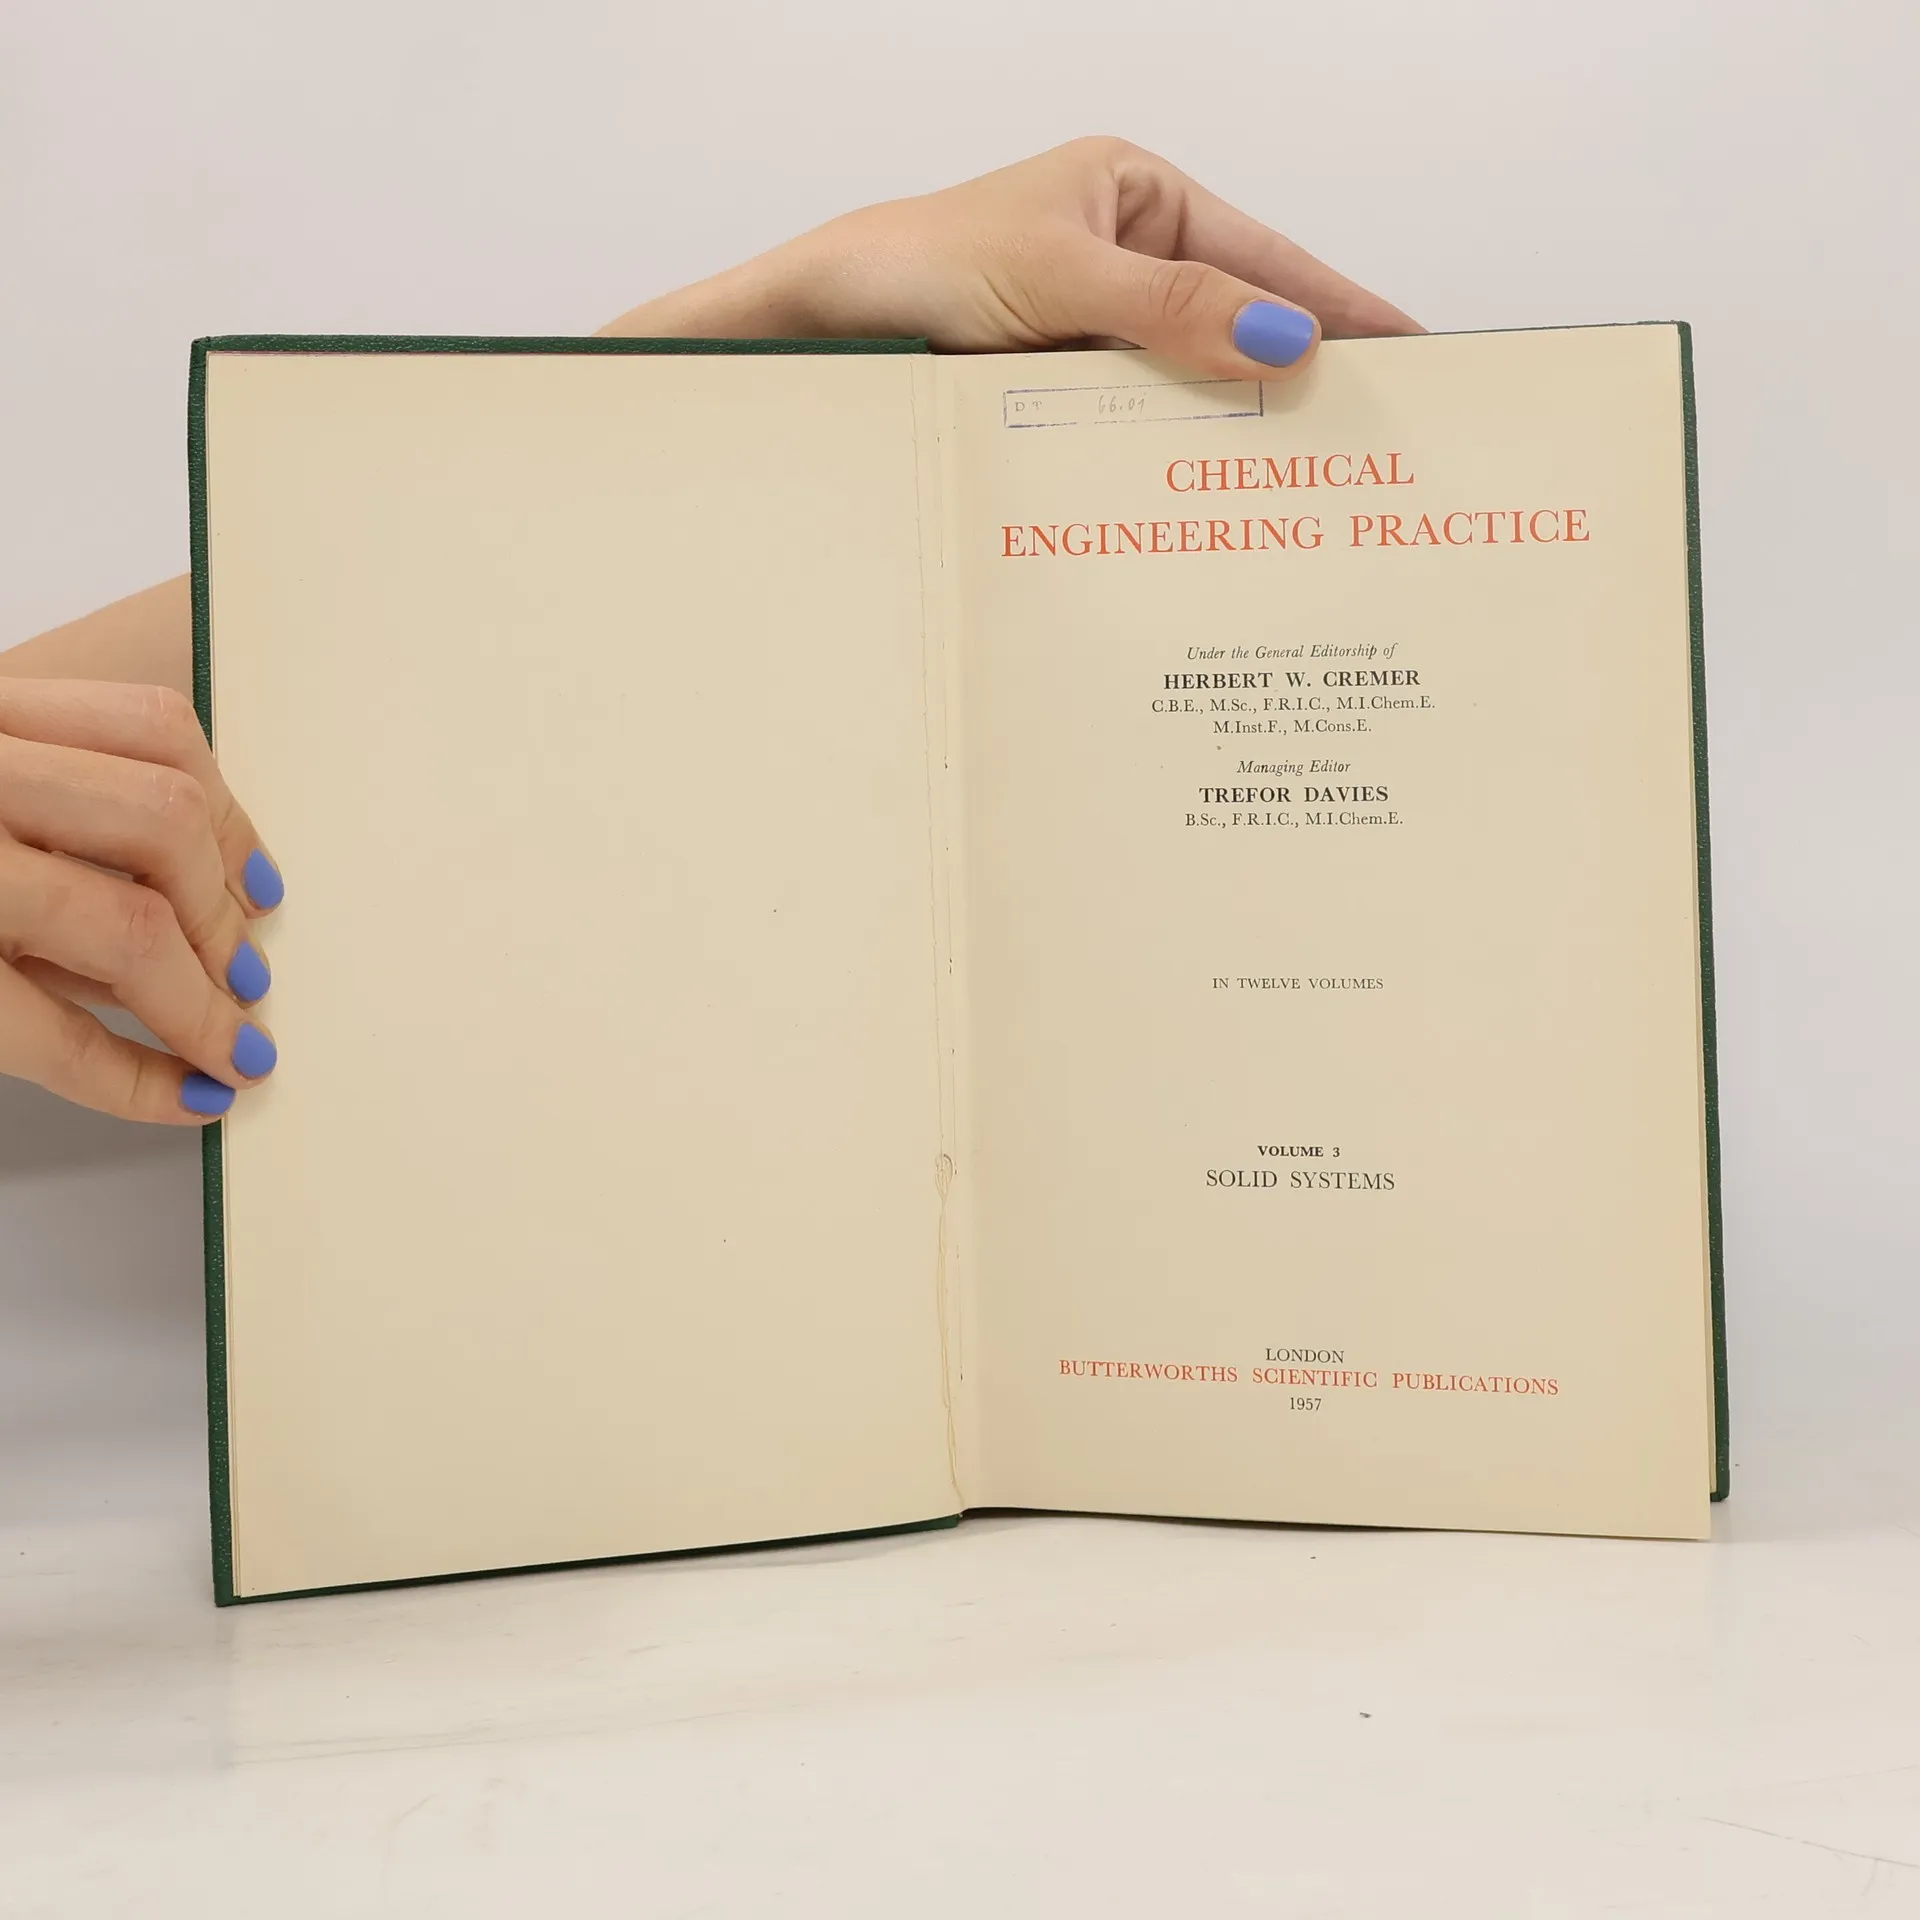 DT 66.01
CHEMICAL
ENGINEERING PRACTICE
Under the General Editorship of
HERBERT W. CREMER
C.B.E., M.Sc., F.R.I.C., M.I.Chem.E.
M.Inst.F., M.Cons.E.
Managing Editor
TREFOR DAVIES
B.Sc., F.R.I.C., M.I.Chem.E.
IN TWELVE VOLUMES
VOLUME 3
SOLID SYSTEMS
LONDON
BUTTERWORTHS SCIENTIFIC PUBLICATIONS
1957